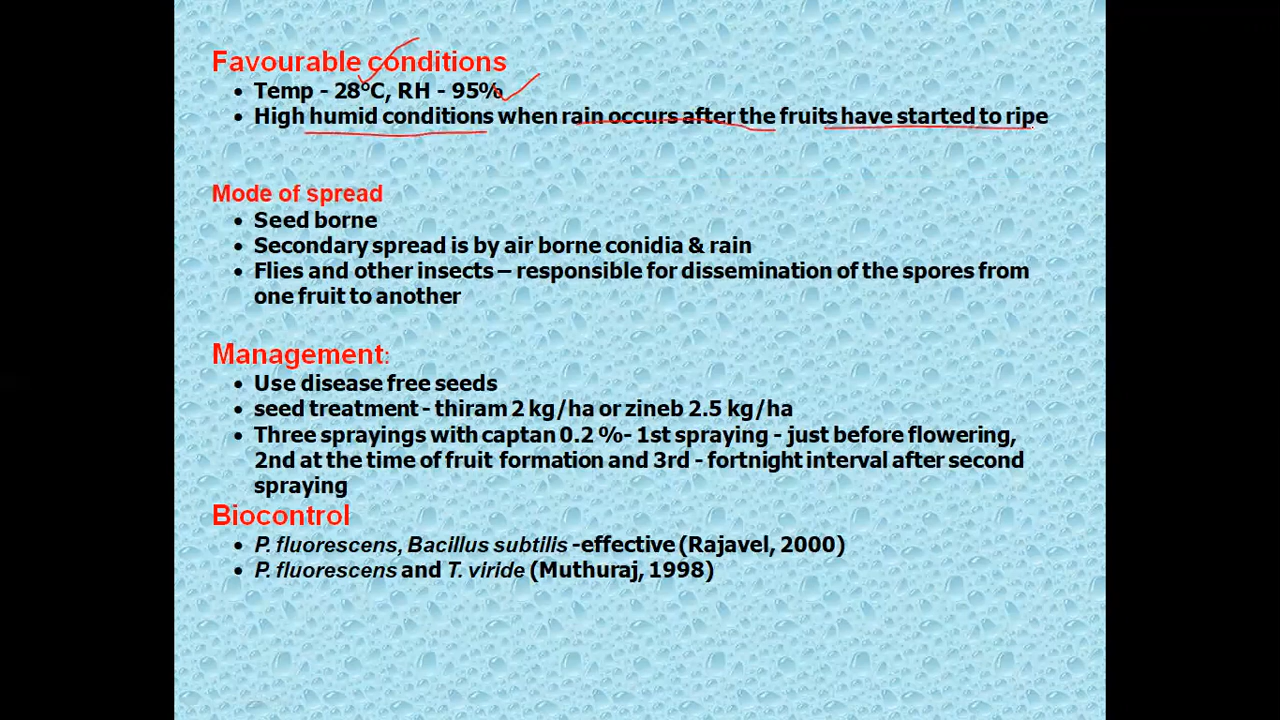 Favourable conditions
• Temp - 28ºC, RH - 95%
• High humid conditions when rain occurs after the fruits have started to ripe
Mode of spread
• Seed borne
• Secondary spread is by air borne conidia & rain
• Flies and other insects – responsible for dissemination of the spores from
one fruit to another
Management:
• Use disease free seeds
• seed treatment - thiram 2 kg/ha or zineb 2.5 kg/ha
• Three sprayings with captan 0.2 %- 1st spraying - just before flowering,
2nd at the time of fruit formation and 3rd - fortnight interval after second
spraying
Biocontrol
• P. fluorescens, Bacillus subtilis -effective (Rajavel, 2000)
• P. fluorescens and T. viride (Muthuraj, 1998)